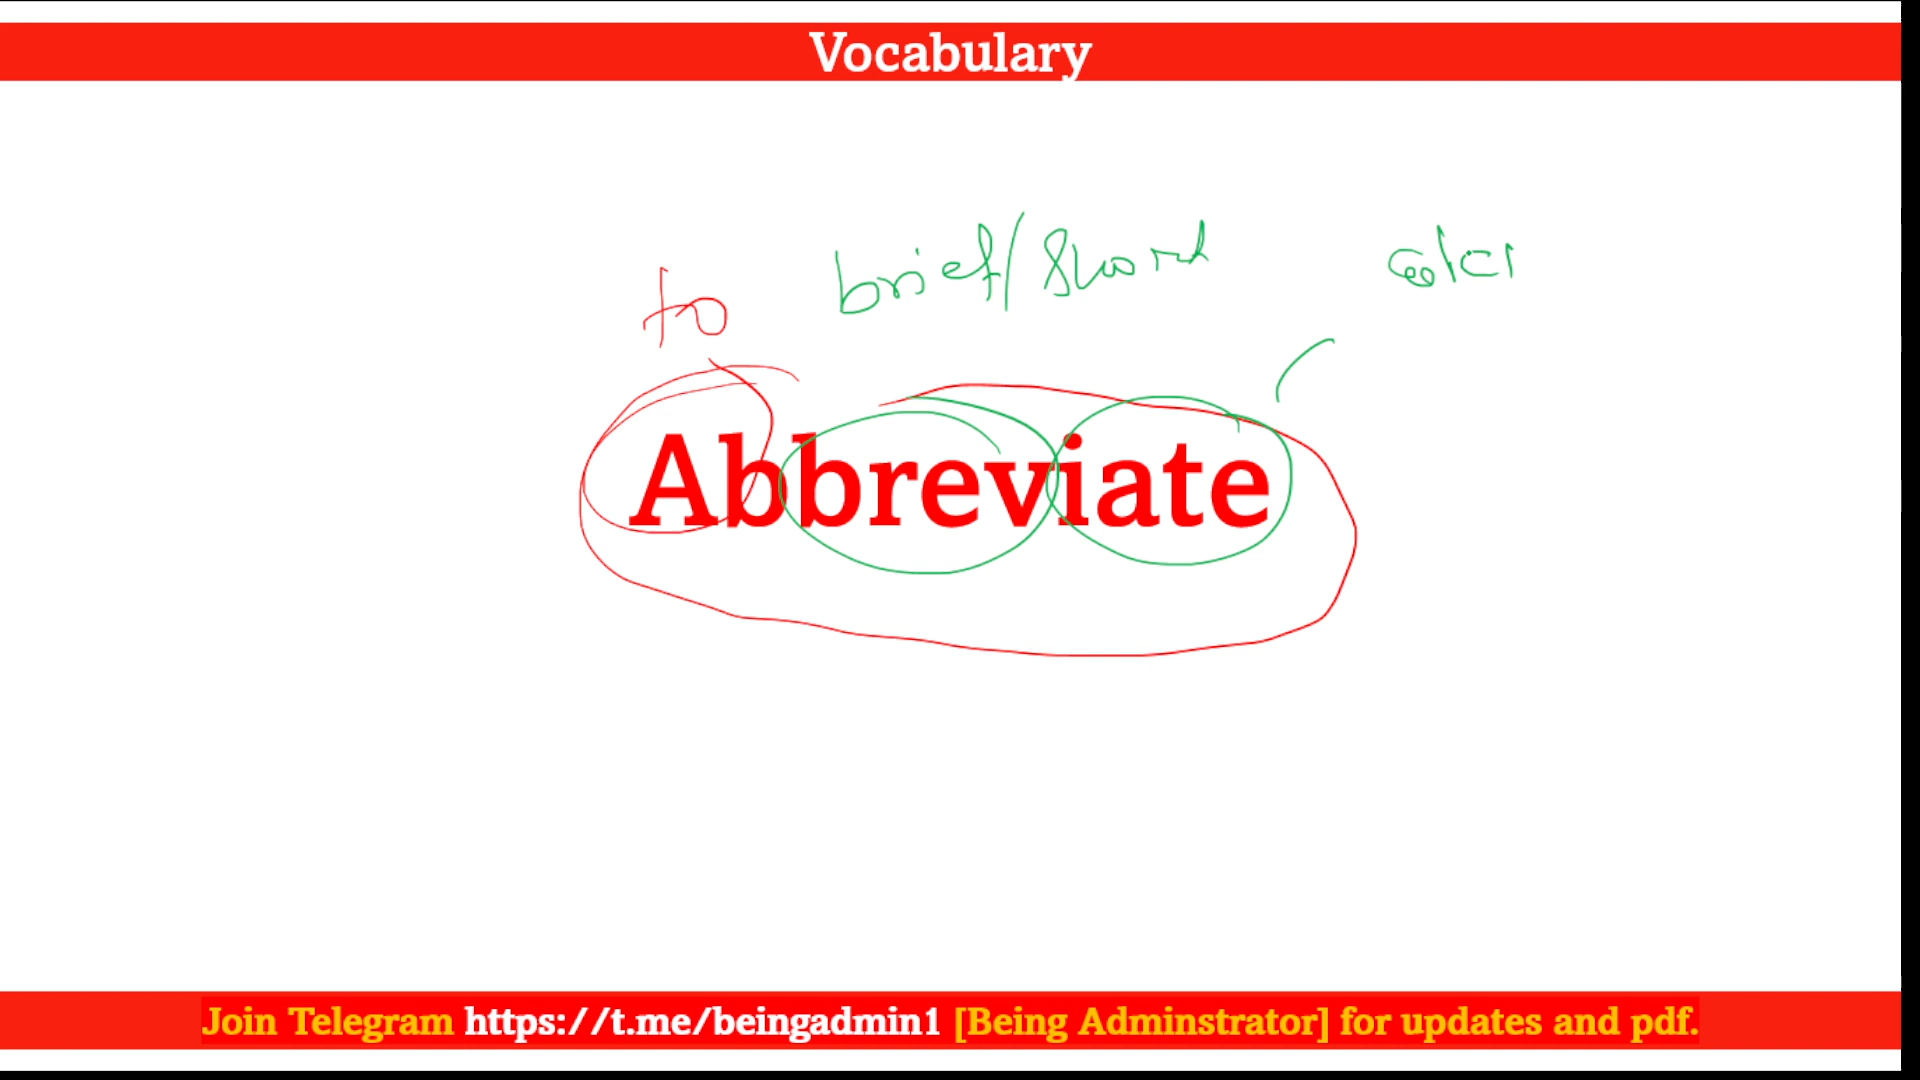 Vocabulary
to brief/short
Abbreviate
Join Telegram https://t.me/beingadmin1 [Being Adminstrator] for updates and pdf.